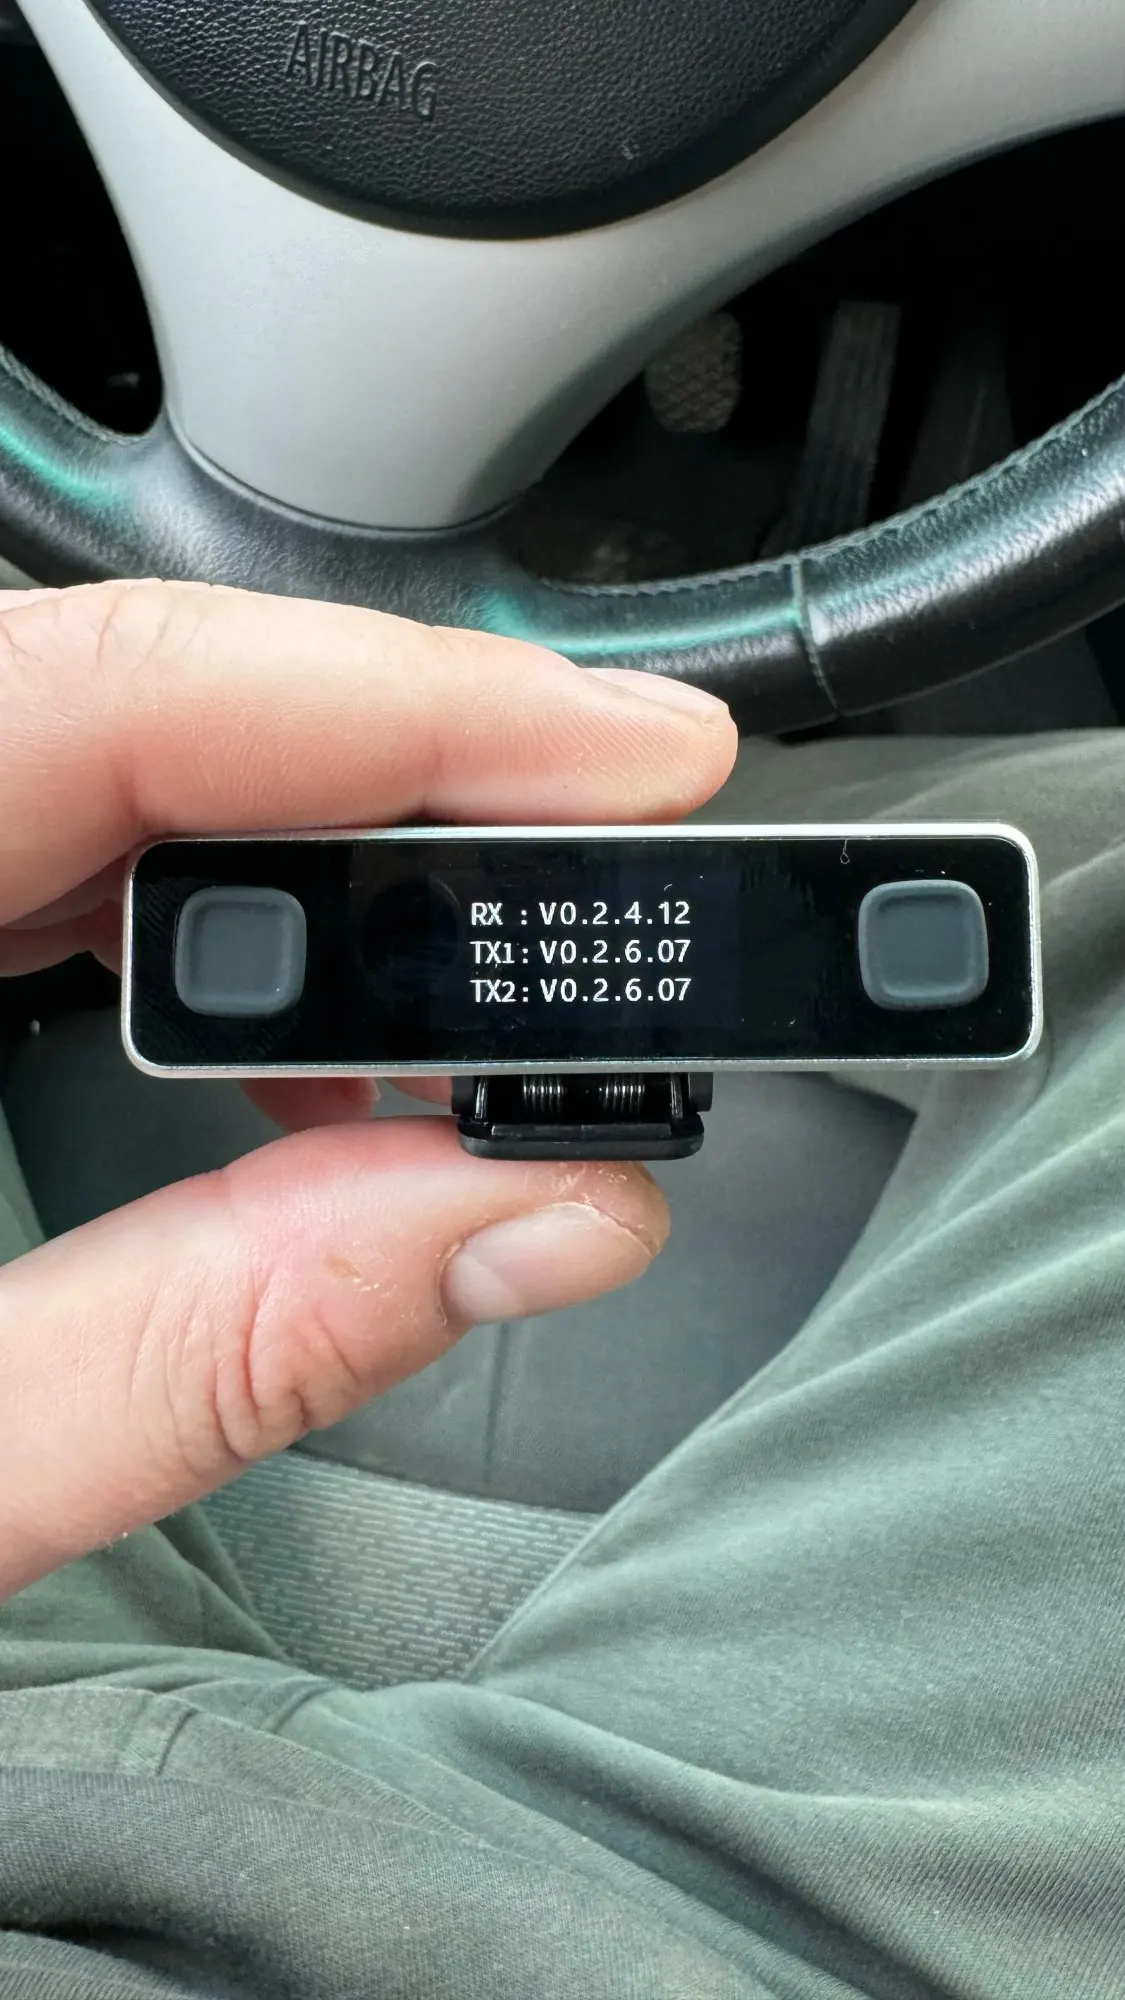 AIRBAG
RX : V0.2.4.12
TX1: V0.2.6.07
TX2: V0.2.6.07